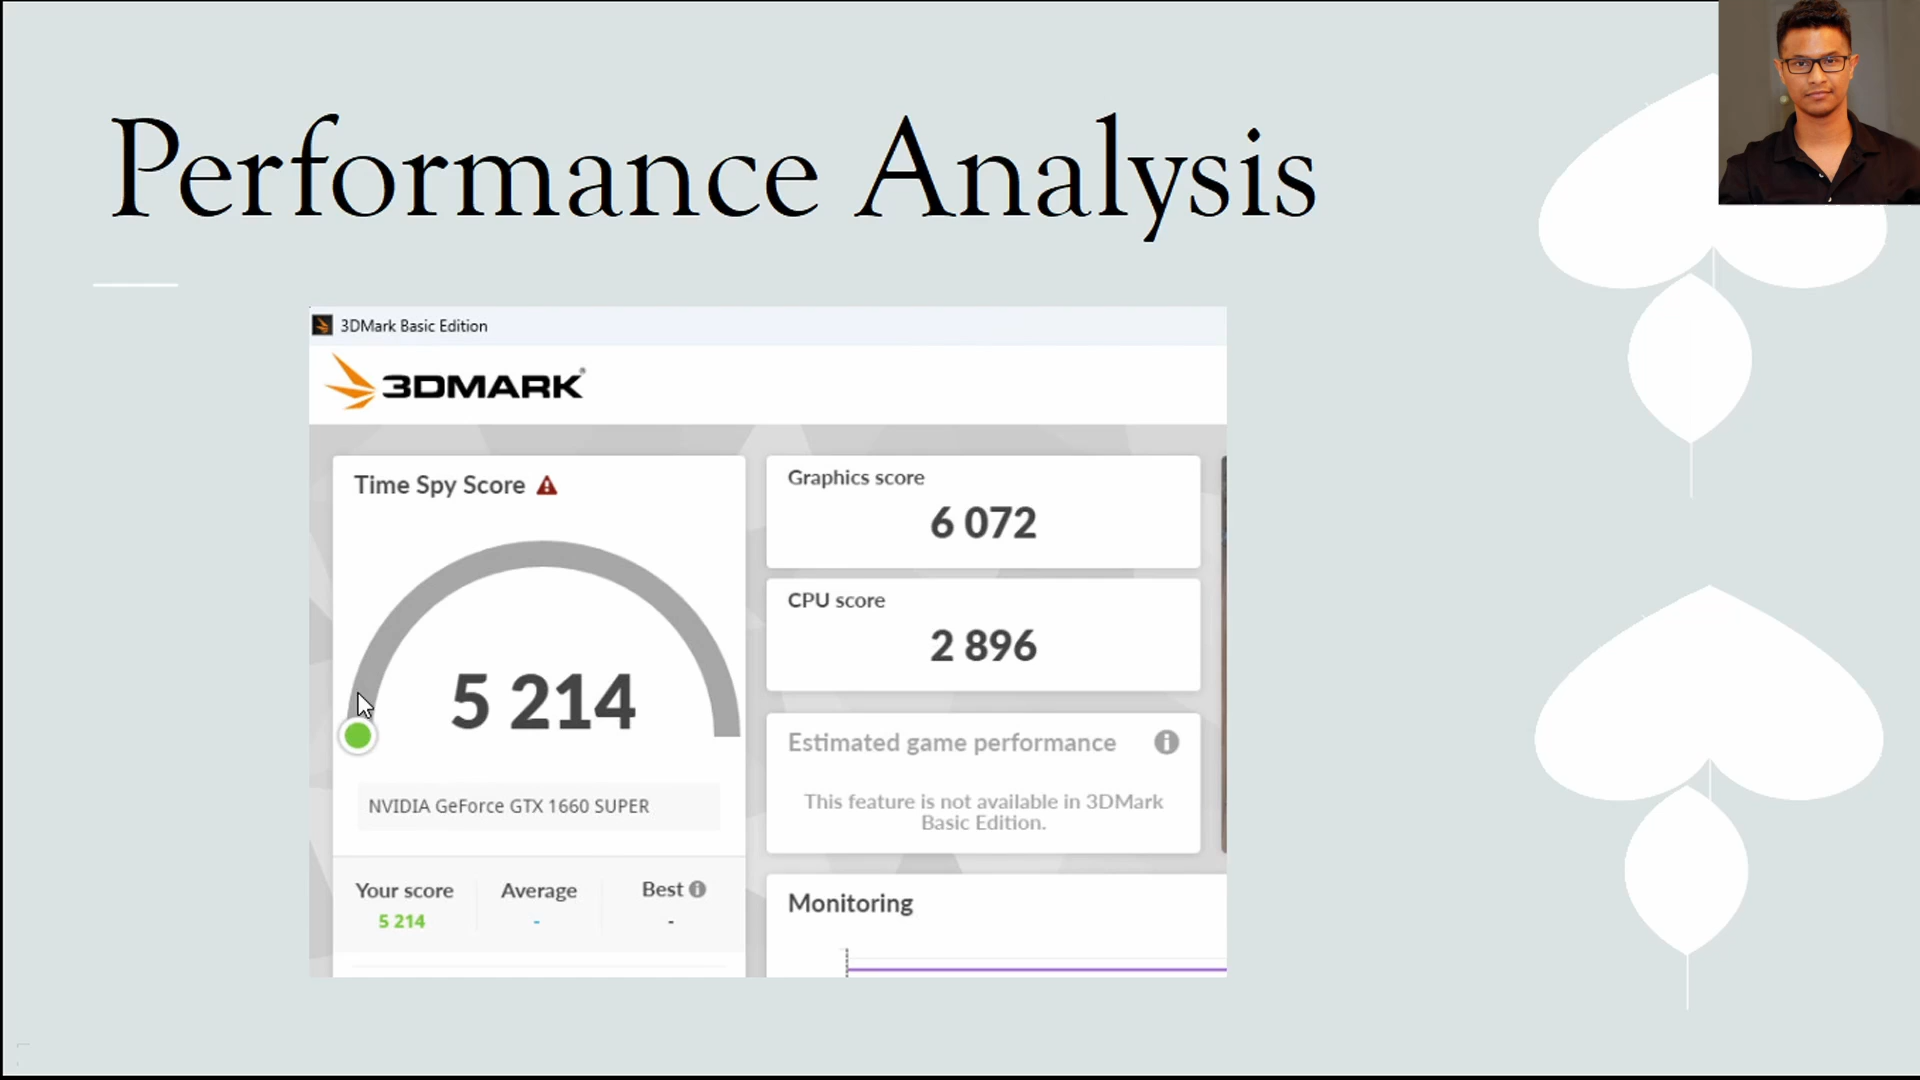 Performance Analysis
3DMark Basic Edition
3DMARK®
Time Spy Score
5 214
NVIDIA GeForce GTX 1660 SUPER
Your score
5 214
Average
-
Best
-
Graphics score
6 072
CPU score
2 896
Estimated game performance
This feature is not available in 3DMark
Basic Edition.
Monitoring